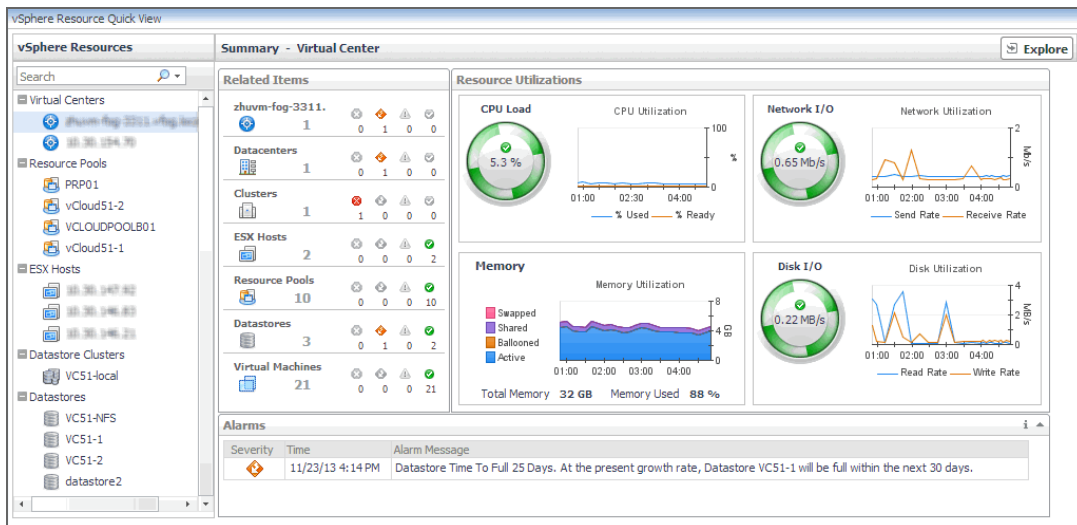 vSphere Resource Quick View
vSphere Resources
Summary - Virtual Center
Explore
Search
Virtual Centers
Resource Pools
PRP01
vCloud51-2
VCLOUDPOOLB01
vCloud51-1
ESX Hosts
Datastore Clusters
VC51-local
Datastores
VC51-NFS
VC51-1
VC51-2
datastore2
Related Items
zhuvm-fog-3311.
1
0 1 0 0
Datacenters
1
0 1 0 0
Clusters
1
1 0 0 0
ESX Hosts
2
0 0 0 2
Resource Pools
10
0 0 0 10
Datastores
3
0 1 0 2
Virtual Machines
21
0 0 0 21
Resource Utilizations
CPU Load
5.3 %
CPU Utilization
100
%
0
01:00 02:30 04:00
% Used % Ready
Network I/O
0.65 Mb/s
Network Utilization
2
Mb/s
0
01:00 02:00 03:00 04:00
Send Rate Receive Rate
Memory
Memory Utilization
Swapped
Shared
Ballooned
Active
8
4
GB
0
01:00 02:00 03:00 04:00
Total Memory 32 GB Memory Used 88 %
Disk I/O
0.22 MB/s
Disk Utilization
4
2
MB/s
0
01:00 02:00 03:00 04:00
Read Rate Write Rate
Alarms
Severity Time Alarm Message
11/23/13 4:14 PM Datastore Time To Full 25 Days. At the present growth rate, Datastore VC51-1 will be full within the next 30 days.